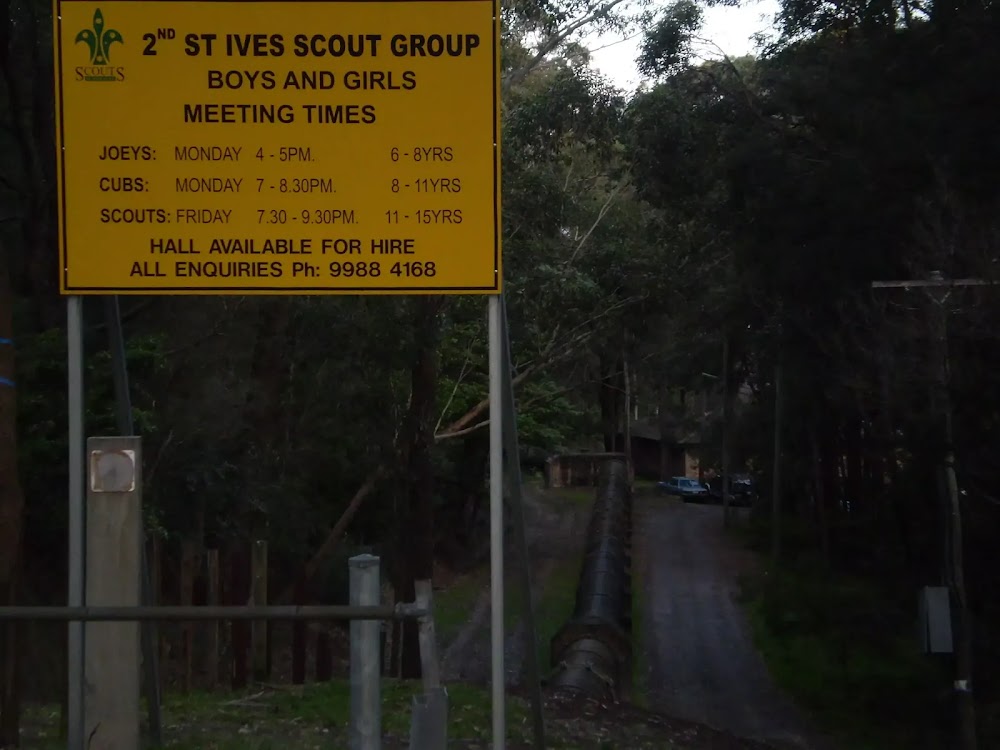 SCOUTS
2ND ST IVES SCOUT GROUP
BOYS AND GIRLS
MEETING TIMES
JOEYS: MONDAY 4 - 5PM. 6 - 8YRS
CUBS: MONDAY 7 - 8.30PM. 8 - 11YRS
SCOUTS: FRIDAY 7.30 - 9.30PM. 11 - 15YRS
HALL AVAILABLE FOR HIRE
ALL ENQUIRIES Ph: 9988 4168